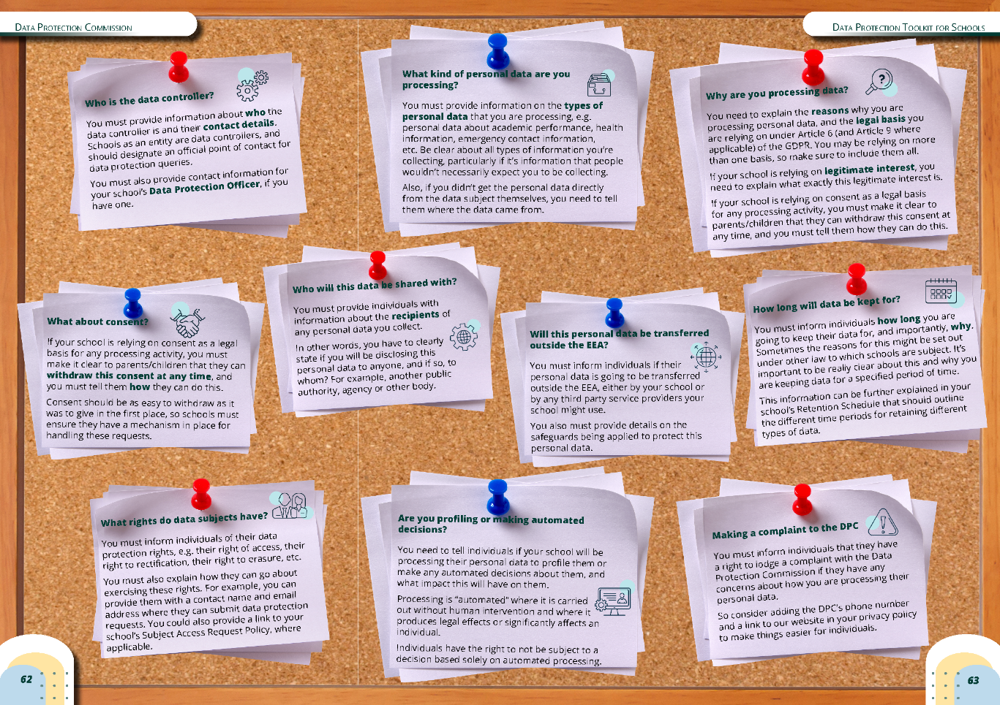 Data Protection Commission
Data Protection Toolkit for Schools
Who is the data controller?
You must provide information about who the
data controller is and their contact details.
Schools as an entity are data controllers, and
should designate an official point of contact for
data protection queries.
You must also provide contact information for
your school's Data Protection Officer, if you
have one.
What kind of personal data are you
processing?
You must provide information on the types of
personal data that you are processing, e.g.
personal data about academic performance, health
information, emergency contact information,
etc. Be clear about all types of information you're
collecting, particularly if it's information that people
wouldn't necessarily expect you to be collecting.
Also, if you didn't get the personal data directly
from the data subject themselves, you need to tell
them where the data came from.
Why are you processing data?
You need to explain the reasons why you are
processing personal data, and the legal basis you
are relying on under Article 6 (and Article 9 where
applicable) of the GDPR. You may be relying on more
than one basis, so make sure to include them all.
If your school is relying on legitimate interest, you
need to explain what exactly this legitimate interest is.
If your school is relying on consent as a legal basis
for any processing activity, you must make it clear to
parents/children that they can withdraw this consent at
any time, and you must tell them how they can do this.
What about consent?
If your school is relying on consent as a legal
basis for any processing activity, you must
make it clear to parents/children that they can
withdraw this consent at any time, and
you must tell them how they can do this.
Consent should be as easy to withdraw as it
was to give in the first place, so schools must
ensure they have a mechanism in place for
handling these requests.
Who will this data be shared with?
You must provide individuals with
information about the recipients of
any personal data you collect.
In other words, you have to clearly
state if you will be disclosing this
personal data to anyone, and if so, to
whom? For example, another public
authority, agency or other body.
Will this personal data be transferred
outside the EEA?
You must inform individuals if their
personal data is going to be transferred
outside the EEA, either by your school or
by any third party service providers your
school might use.
You also must provide details on the
safeguards being applied to protect this
personal data.
How long will data be kept for?
You must inform individuals how long you are
going to keep their data for, and importantly, why.
Sometimes the reasons for this might be set out
under other law to which schools are subject. It's
important to be really clear about this and why you
are keeping data for a specified period of time.
This information can be further explained in your
school's Retention Schedule that should outline
the different time periods for retaining different
types of data.
What rights do data subjects have?
You must inform individuals of their data
protection rights, e.g. their right of access, their
right to rectification, their right to erasure, etc.
You must also explain how they can go about
exercising these rights. For example, you can
provide them with a contact name and email
address where they can submit data protection
requests. You could also provide a link to your
school's Subject Access Request Policy, where
applicable.
Are you profiling or making automated
decisions?
You need to tell individuals if your school will be
processing their personal data to profile them or
make any automated decisions about them, and
what impact this will have on them.
Processing is "automated" where it is carried
out without human intervention and where it
produces legal effects or significantly affects an
individual.
Individuals have the right to not be subject to a
decision based solely on automated processing.
Making a complaint to the DPC
You must inform individuals that they have
a right to lodge a complaint with the Data
Protection Commission if they have any
concerns about how you are processing their
personal data.
So consider adding the DPC's phone number
and a link to our website in your privacy policy
to make things easier for individuals.
62
63